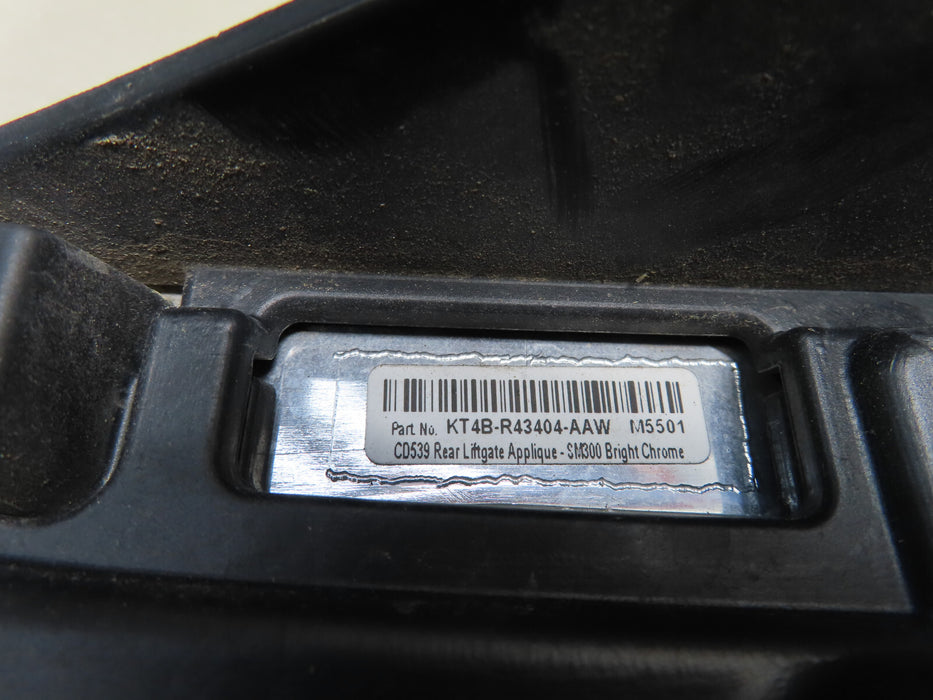 Part No. KT4B-R43404-AAW M5501
CD539 Rear Liftgate Applique - SM300 Bright Chrome